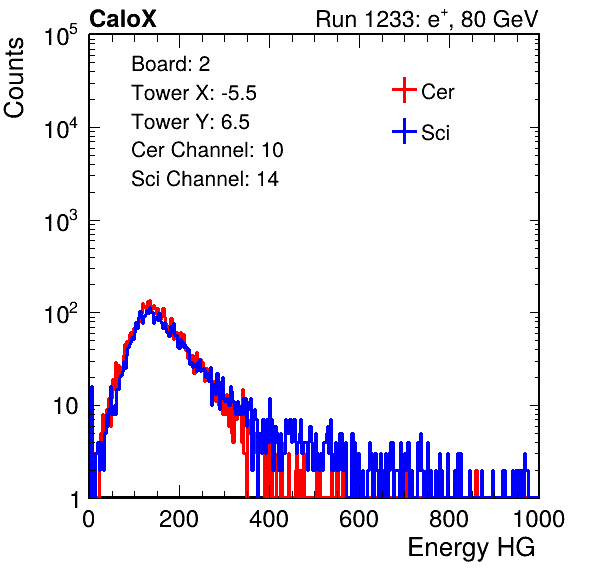 CaloX Run 1233: e⁺, 80 GeV
Counts
10⁵
10⁴
10³
10²
10
1
Board: 2
Tower X: -5.5
Tower Y: 6.5
Cer Channel: 10
Sci Channel: 14
Cer
Sci
0 200 400 600 800 1000
Energy HG